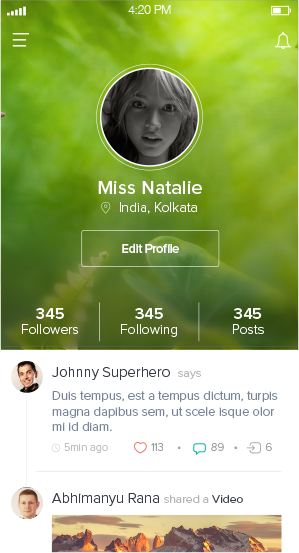 4:20 PM
Miss Natalie
India, Kolkata
Edit Profile
345 345 345
Followers Following Posts
Johnny Superhero says
Duis tempus, est a tempus dictum, turpis
magna dapibus sem, ut scele isque olor
mi id diam.
5min ago 113 89 6
Abhimanyu Rana shared a Video